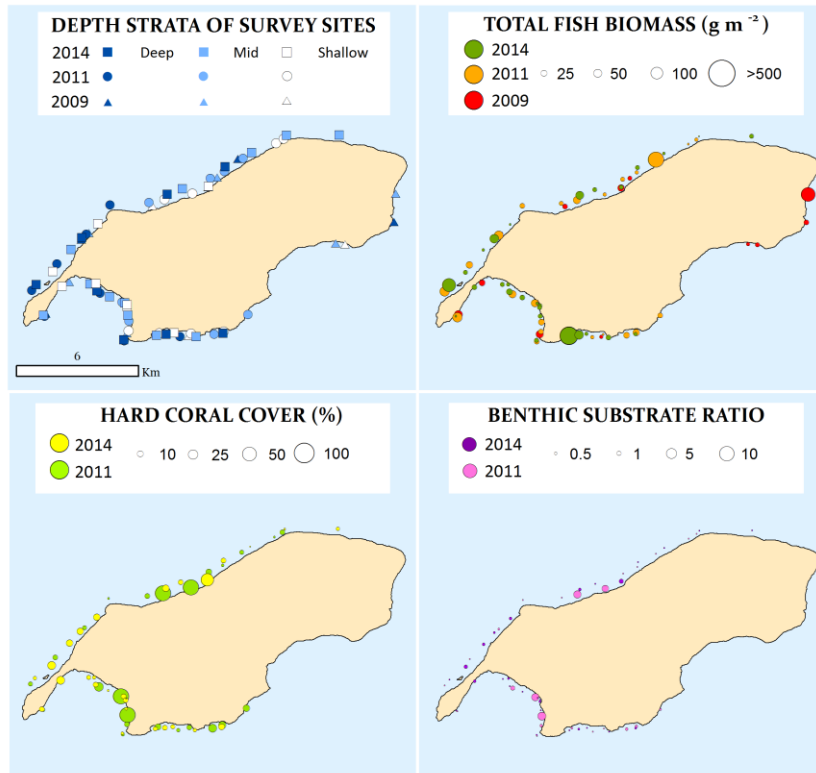 DEPTH STRATA OF SURVEY SITES
2014 Deep Mid Shallow
2011
2009
6
Km
TOTAL FISH BIOMASS (g m⁻²)
2014
2011 25 50 100 >500
2009
HARD CORAL COVER (%)
2014
2011 10 25 50 100
BENTHIC SUBSTRATE RATIO
2014
2011 0.5 1 5 10